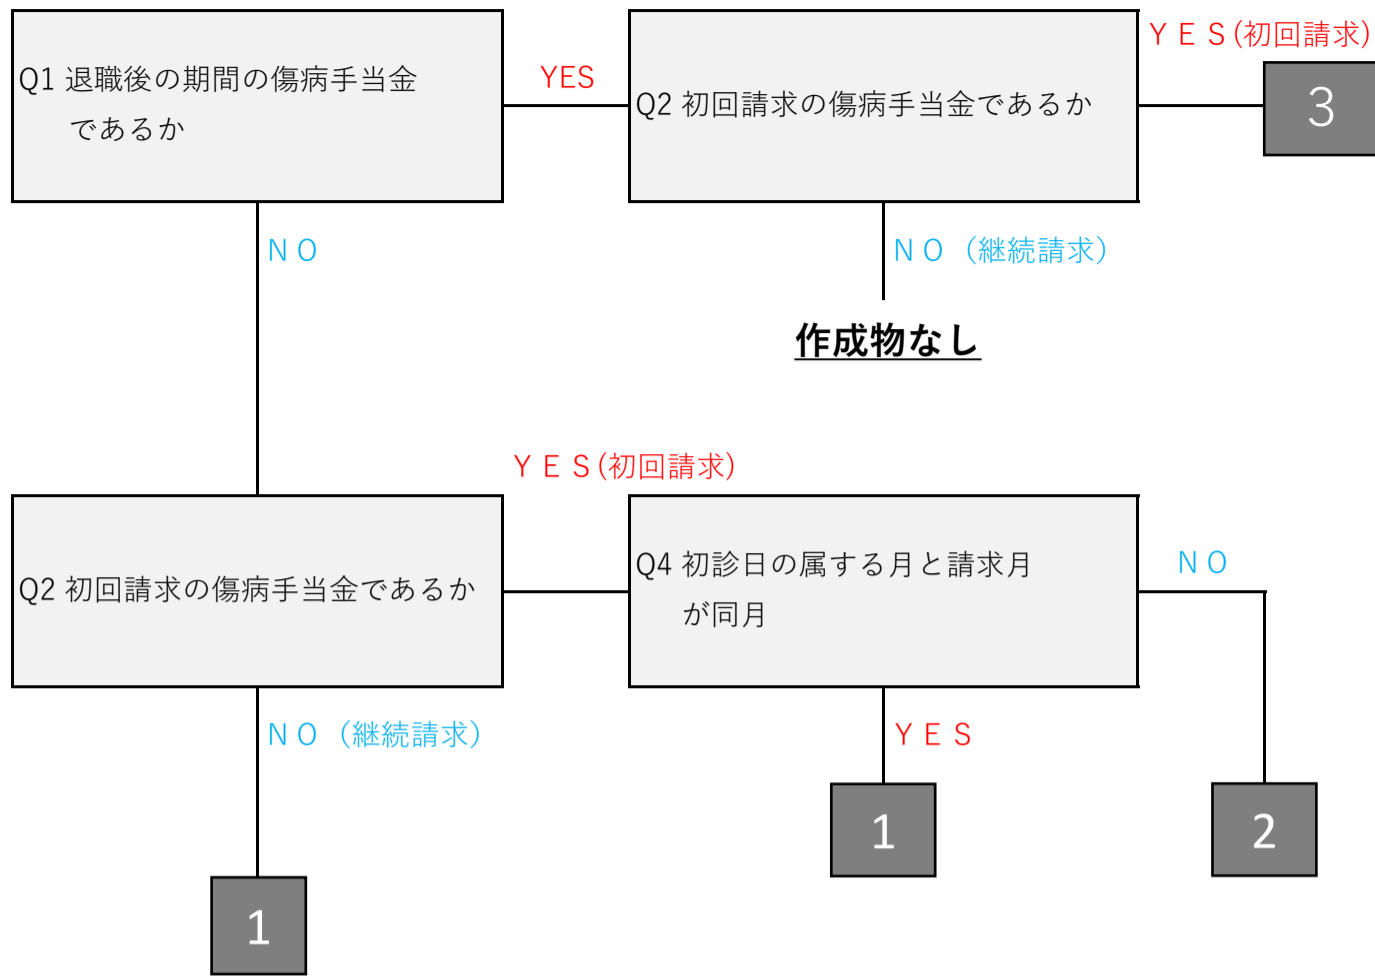 Q1 退職後の期間の傷病手当金
であるか
YES
Q2 初回請求の傷病手当金であるか
ＹＥＳ(初回請求)
3
ＮＯ
ＮＯ（継続請求）
作成物なし
ＹＥＳ(初回請求)
Q2 初回請求の傷病手当金であるか
Q4 初診日の属する月と請求月
が同月
ＮＯ
ＮＯ（継続請求）
ＹＥＳ
1
2
1